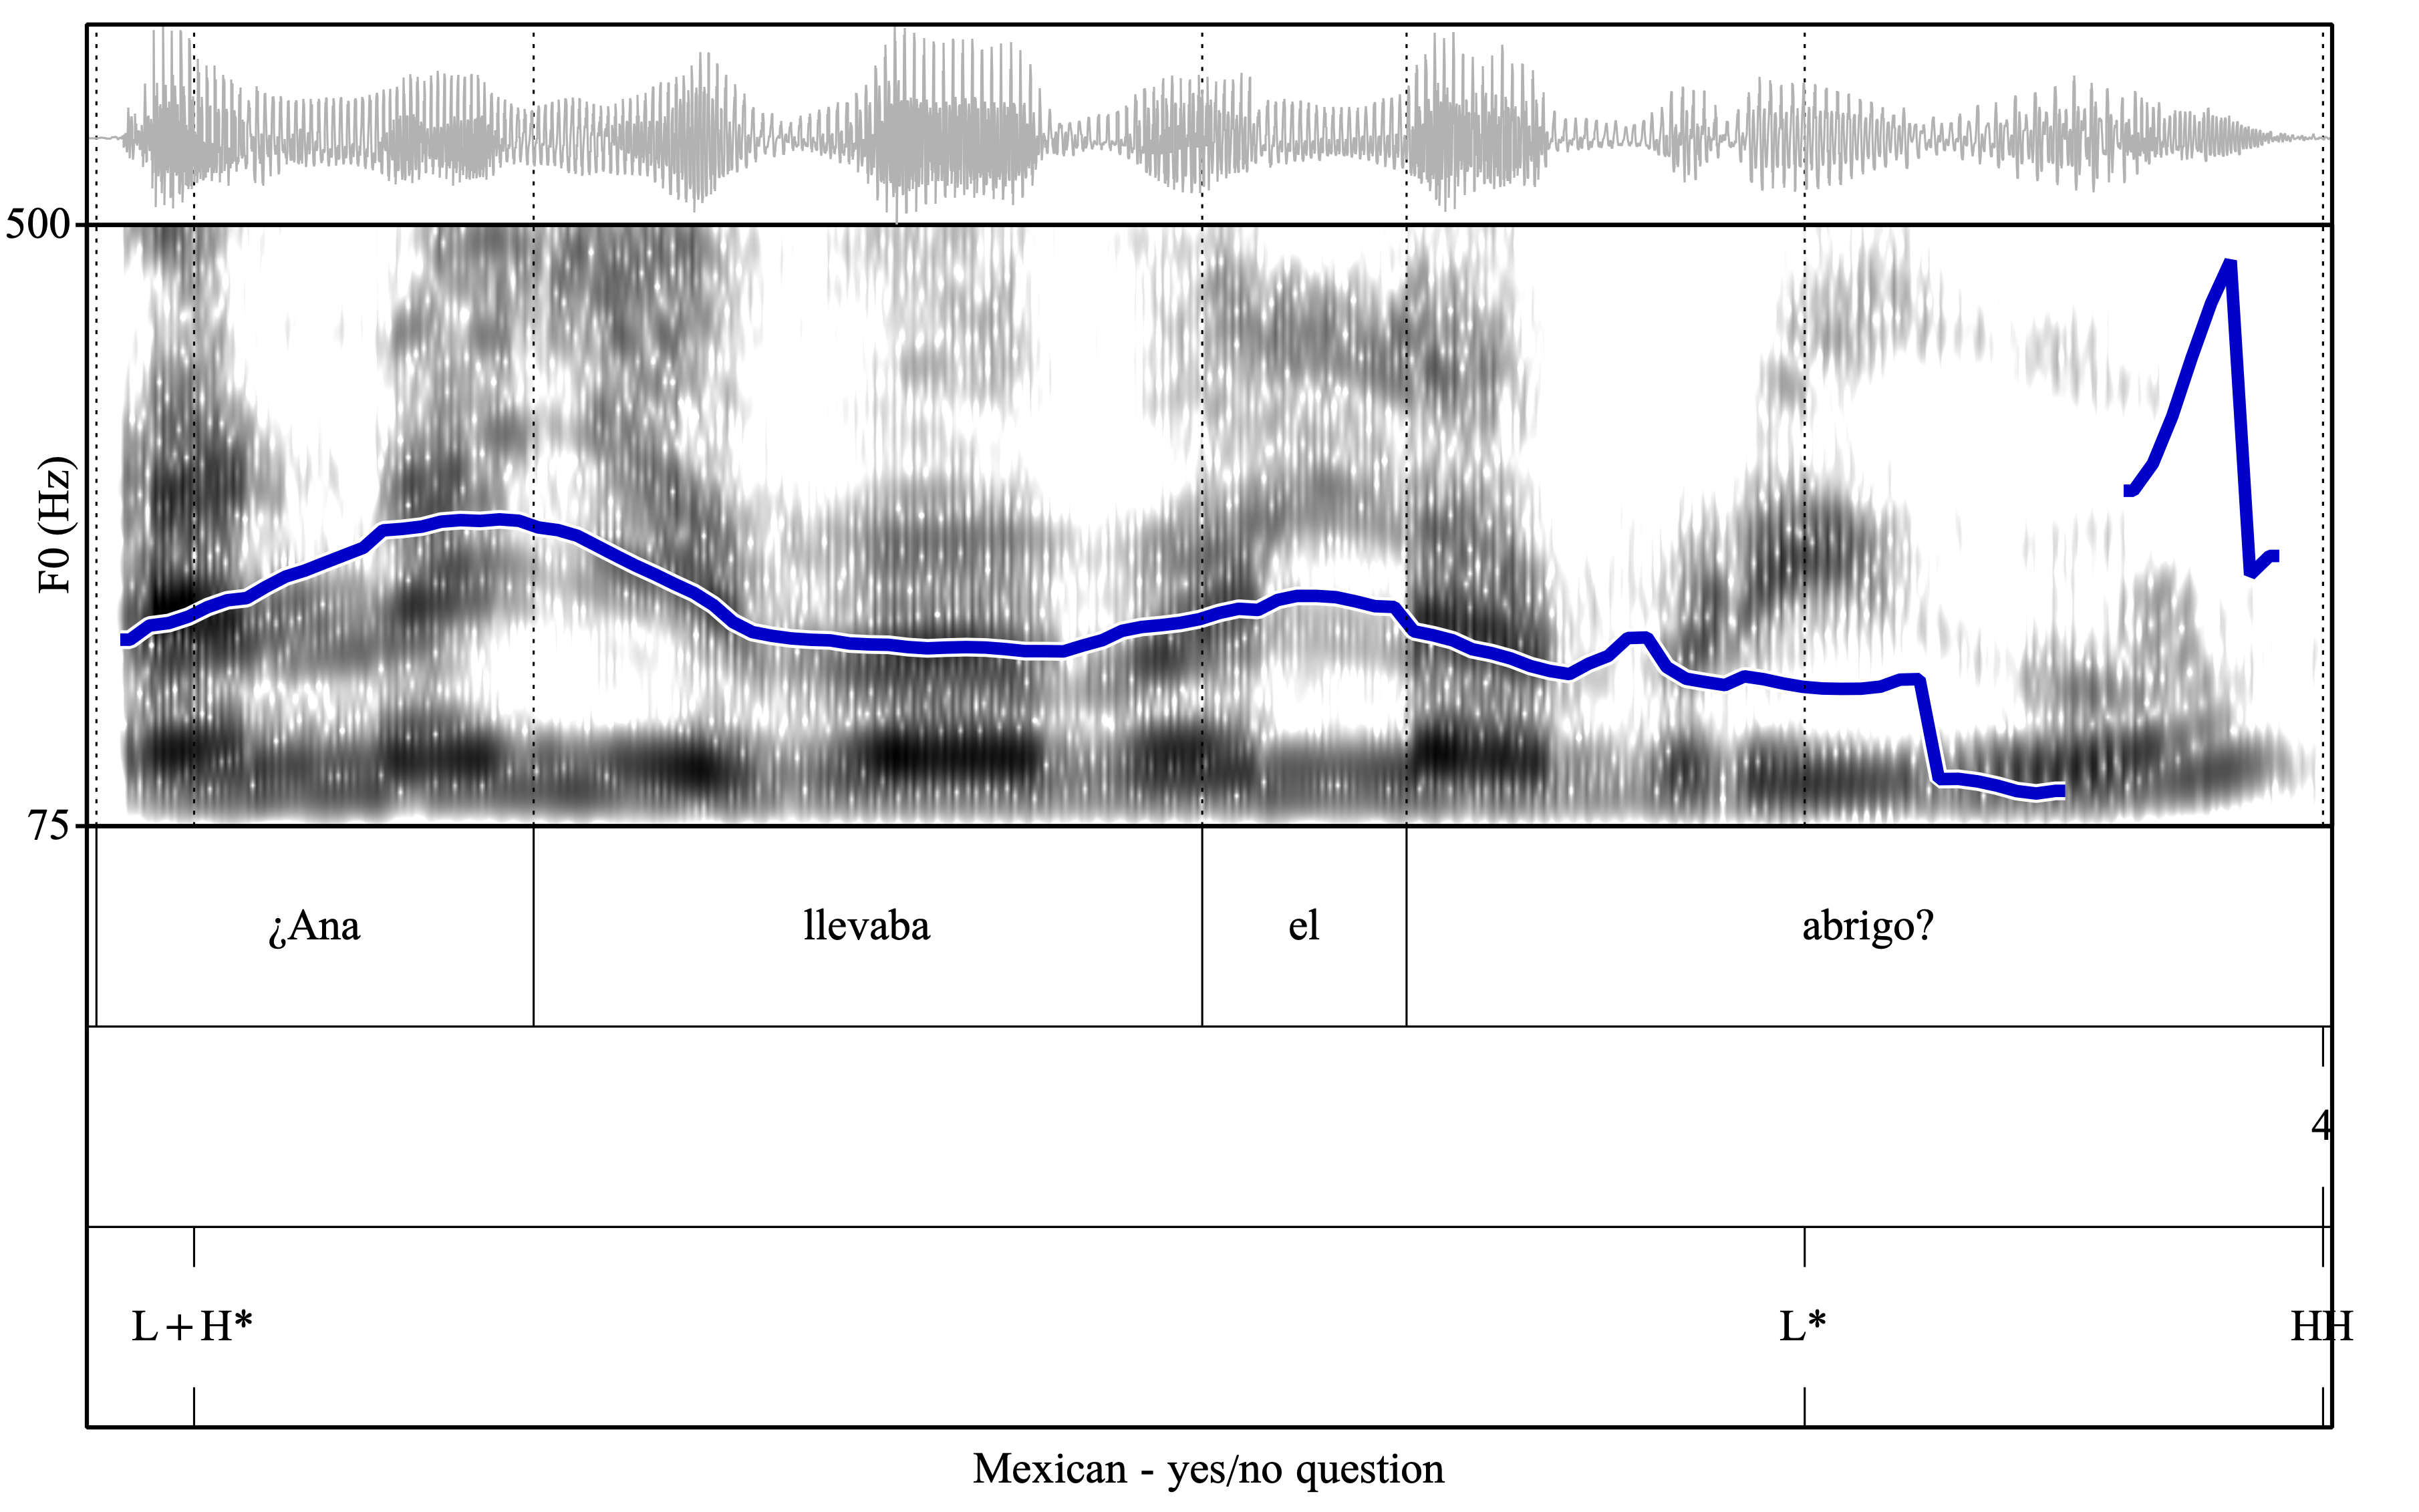 500
F0 (Hz)
75
¿Ana llevaba el abrigo?
4
L+H* L* HH
Mexican - yes/no question